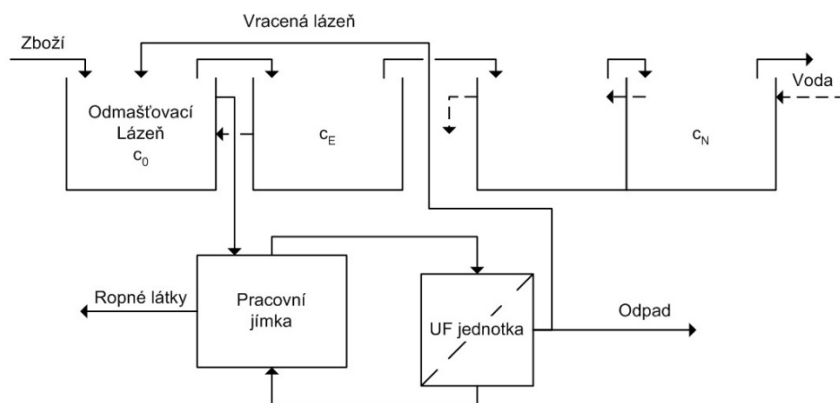 Vracená lázeň
Zboží
Voda
Odmašťovací
Lázeň
c0
cE
cN
Ropné látky
Pracovní
jímka
UF jednotka
Odpad